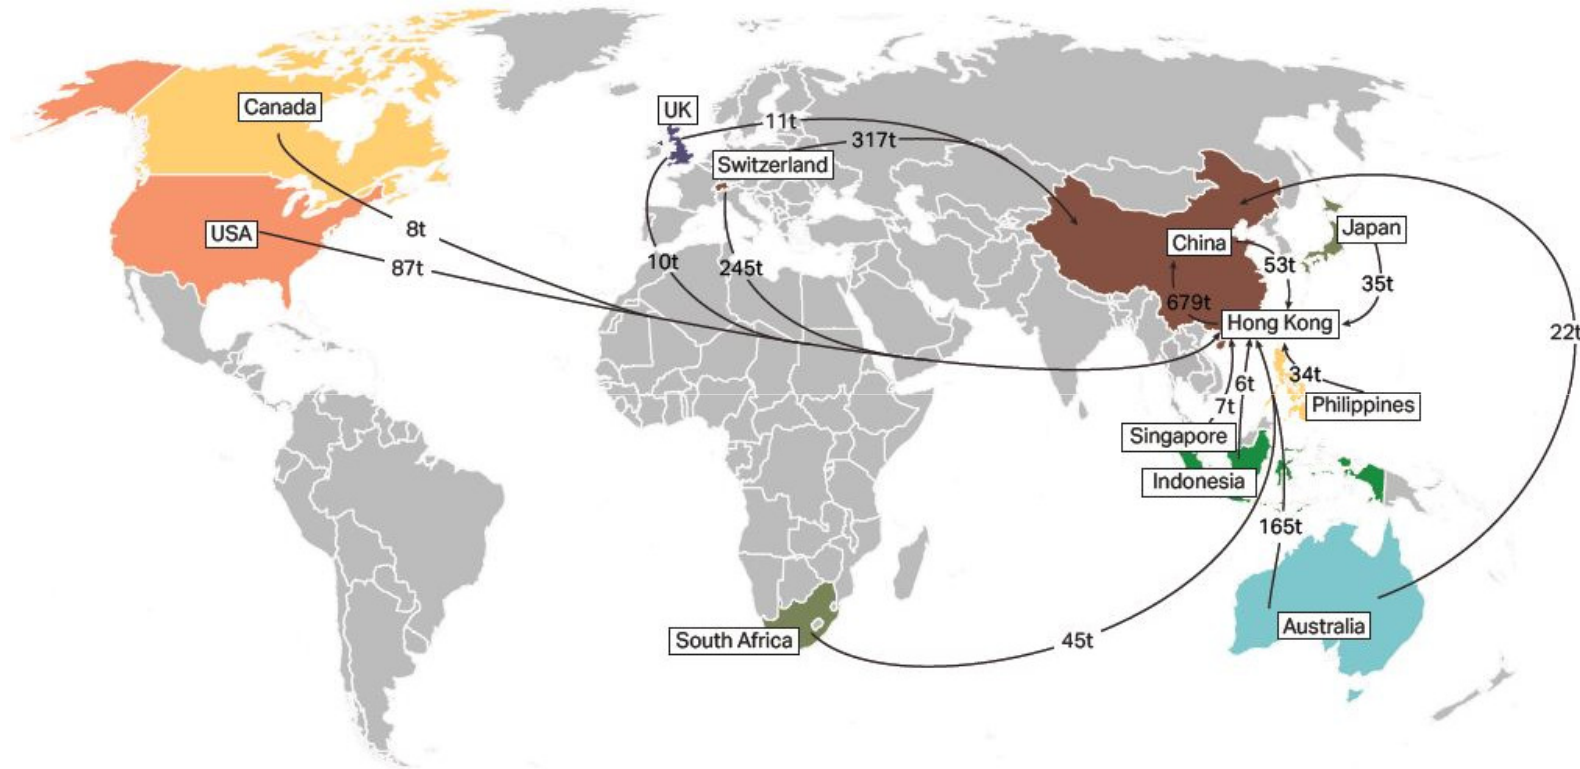 Canada
UK
11t
317t
Switzerland
8t
USA
87t
10t
245t
China
Japan
53t
35t
679t
Hong Kong
22t
34t
6t
7t
Philippines
Singapore
Indonesia
165t
Australia
South Africa
45t